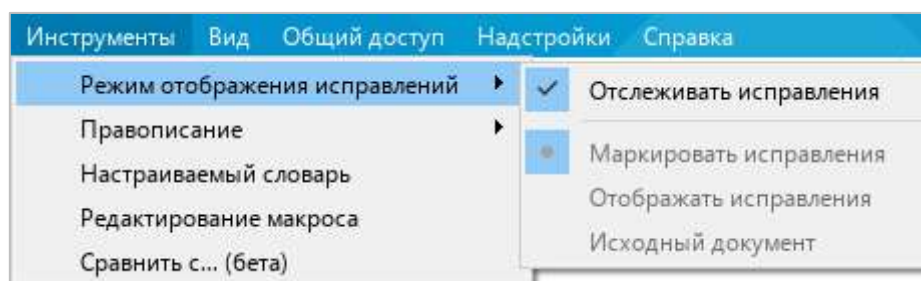 Инструменты Вид Общий доступ Надстройки Справка
Режим отображения исправлений
Правописание
Настраиваемый словарь
Редактирование макроса
Сравнить с... (бета)
Отслеживать исправления
Маркировать исправления
Отображать исправления
Исходный документ